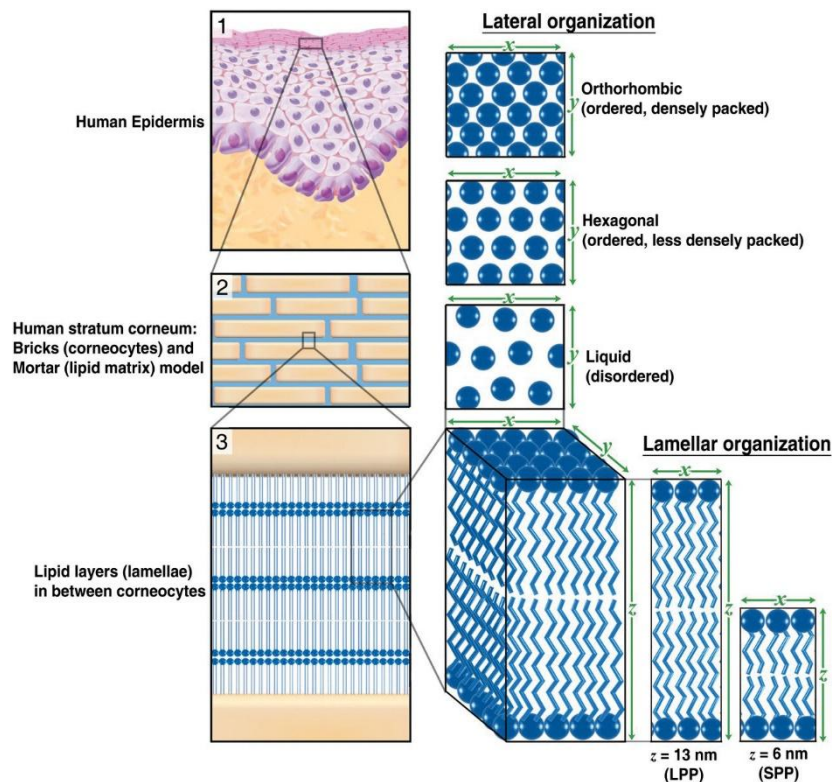 1
Human Epidermis
2
Human stratum corneum:
Bricks (corneocytes) and
Mortar (lipid matrix) model
3
Lipid layers (lamellae)
in between corneocytes
Lateral organization
x
y
Orthorhombic
(ordered, densely packed)
x
y
Hexagonal
(ordered, less densely packed)
x
y
Liquid
(disordered)
x
y
z
Lamellar organization
x
z
z = 13 nm
(LPP)
x
z
z = 6 nm
(SPP)